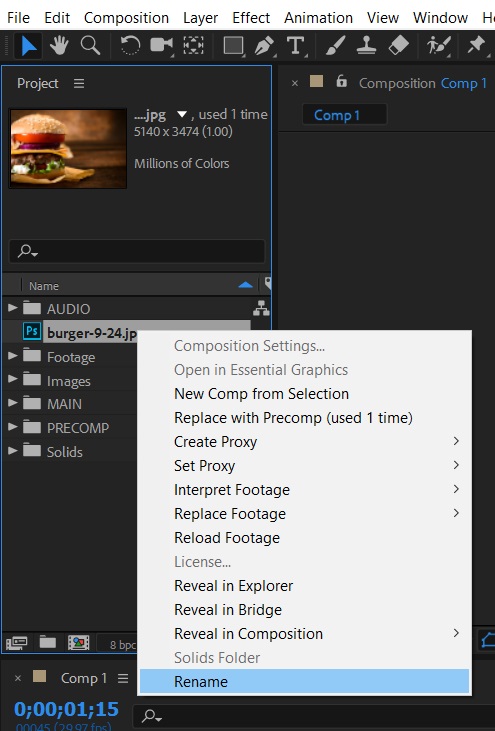 File Edit Composition Layer Effect Animation View Window H
Project
....jpg , used 1 time
5140 x 3474 (1.00)
Millions of Colors
× Composition Comp 1
Comp 1
Name
AUDIO
Ps burger-9-24.jp
Footage
Images
MAIN
PRECOMP
Solids
Composition Settings...
Open in Essential Graphics
New Comp from Selection
Replace with Precomp (used 1 time)
Create Proxy
Set Proxy
Interpret Footage
Replace Footage
Reload Footage
License...
Reveal in Explorer
Reveal in Bridge
Reveal in Composition
Solids Folder
Rename
8 bpc
× Comp 1
0;00;01;15
00045 (29.97 fps)